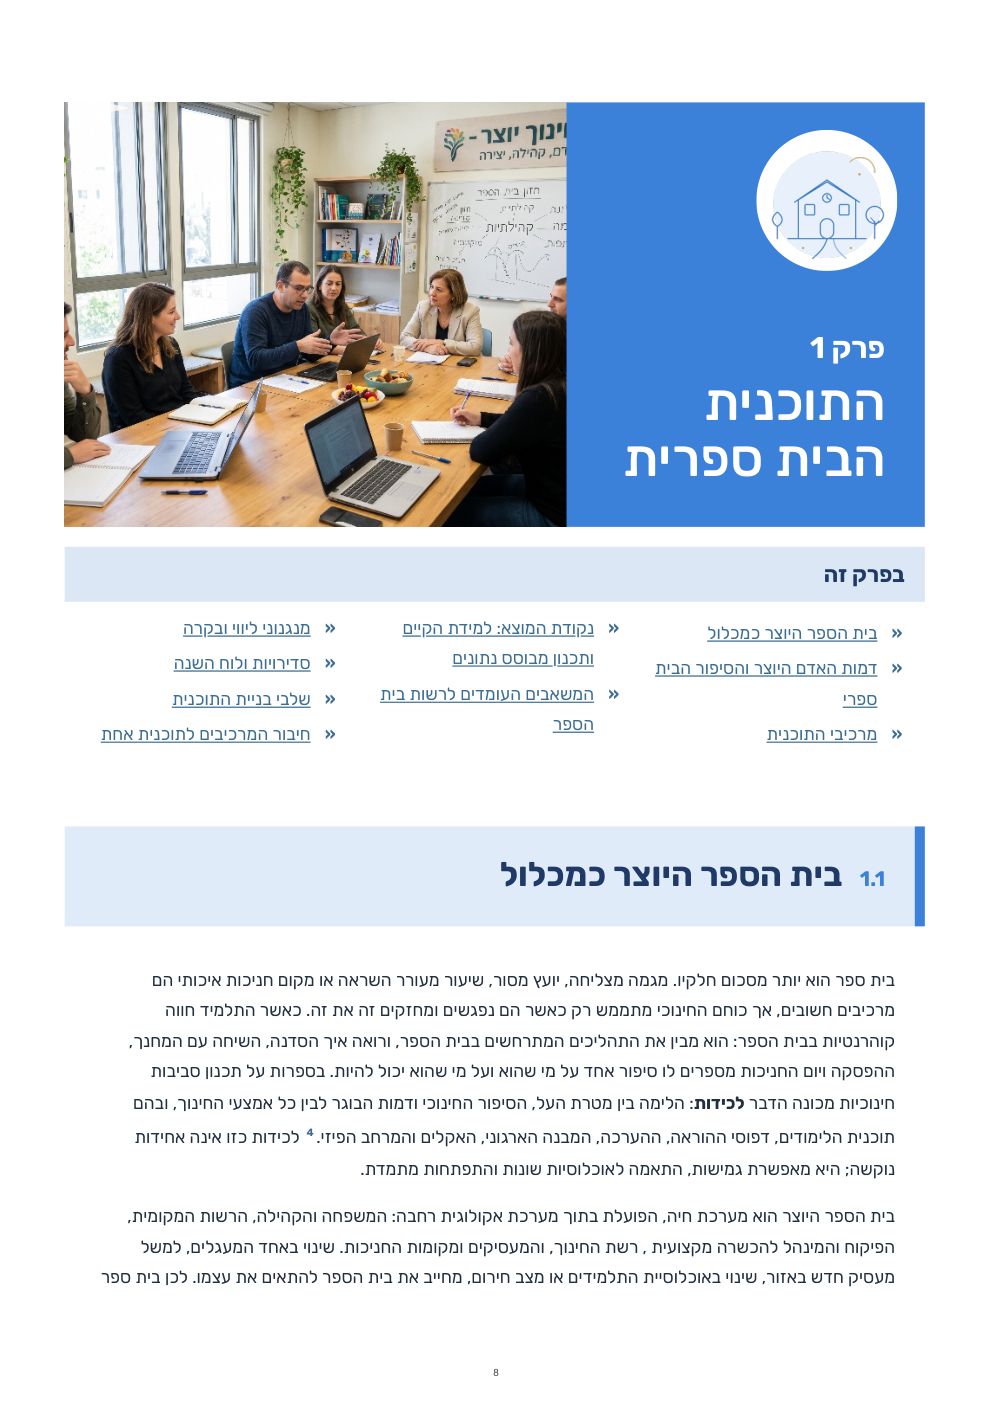 חינוך יוצר -
קהילה, יצירה
חזון בית הספר
קהילתיות
פרק 1
התוכנית
הבית ספרית
בפרק זה
» בית הספר היוצר כמכלול
» דמות האדם היוצר והסיפור הבית
ספרי
» מרכיבי התוכנית
» נקודת המוצא: למידת הקיים
ותכנון מבוסס נתונים
» המשאבים העומדים לרשות בית
הספר
» מנגנוני ליווי ובקרה
» סדירויות ולוח השנה
» שלבי בניית התוכנית
» חיבור המרכיבים לתוכנית אחת
1.1 בית הספר היוצר כמכלול
בית ספר הוא יותר מסכום חלקיו. מגמה מצליחה, יועץ מסור, שיעור מעורר השראה או מקום חניכות איכותי הם
מרכיבים חשובים, אך כוחם החינוכי מתממש רק כאשר הם נפגשים ומחזקים זה את זה. כאשר התלמיד חווה
קוהרנטיות בבית הספר: הוא מבין את התהליכים המתרחשים בבית הספר, ורואה איך הסדנה, השיחה עם המחנך,
ההפסקה ויום החניכות מספרים לו סיפור אחד על מי שהוא ועל מי שהוא יכול להיות. בספרות על תכנון סביבות
חינוכיות מכונה הדבר לכידות: הלימה בין מטרת העל, הסיפור החינוכי ודמות הבוגר לבין כל אמצעי החינוך, ובהם
תוכנית הלימודים, דפוסי ההוראה, ההערכה, המבנה הארגוני, האקלים והמרחב הפיזי. 4 לכידות כזו אינה אחידות
נוקשה; היא מאפשרת גמישות, התאמה לאוכלוסיות שונות והתפתחות מתמדת.
בית הספר היוצר הוא מערכת חיה, הפועלת בתוך מערכת אקולוגית רחבה: המשפחה והקהילה, הרשות המקומית,
הפיקוח והמינהל להכשרה מקצועית , רשת החינוך, והמעסיקים ומקומות החניכות. שינוי באחד המעגלים, למשל
מעסיק חדש באזור, שינוי באוכלוסיית התלמידים או מצב חירום, מחייב את בית הספר להתאים את עצמו. לכן בית ספר
8